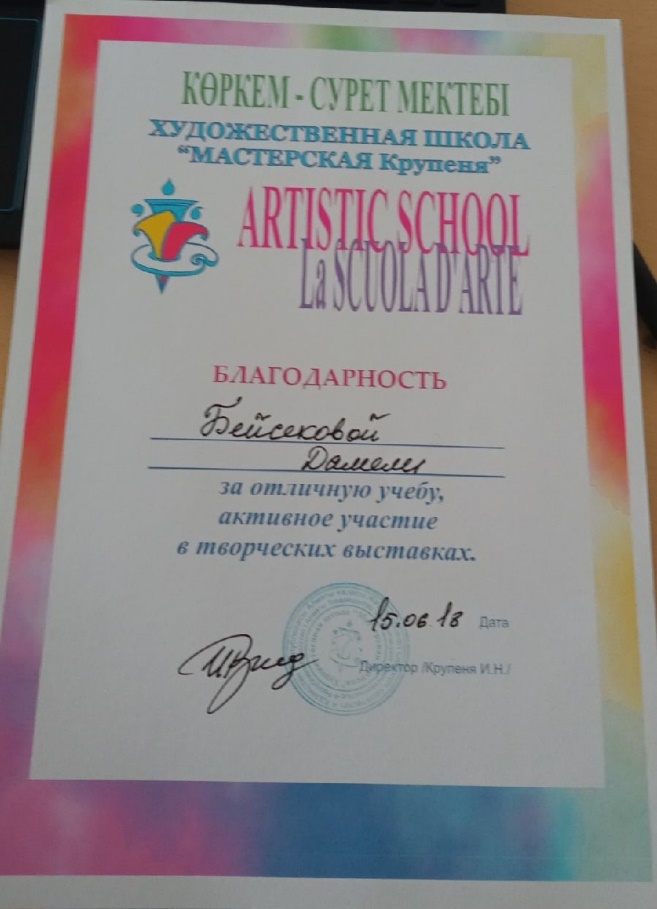 КӨРКЕМ - СУРЕТ МЕКТЕБІ
ХУДОЖЕСТВЕННАЯ ШКОЛА
“МАСТЕРСКАЯ Крупеня”
ARTISTIC SCHOOL
La SCUOLA D'ARTE
БЛАГОДАРНОСТЬ
Бейсековой
Дамели
за отличную учебу,
активное участие
в творческих выставках.
15.06.18 Дата
Директор /Крупеня И.Н./